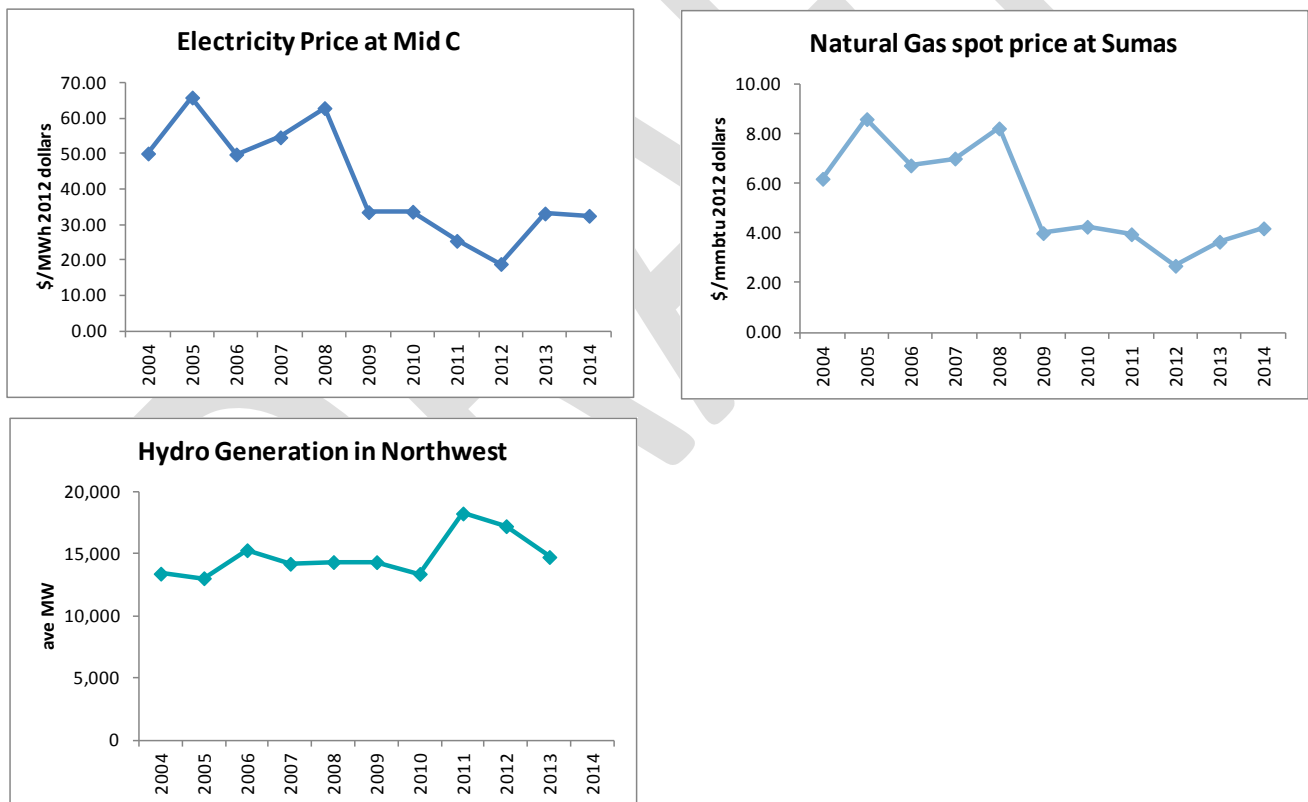 Electricity Price at Mid C
$/MWh 2012 dollars
70.00
60.00
50.00
40.00
30.00
20.00
10.00
0.00
2004 2005 2006 2007 2008 2009 2010 2011 2012 2013 2014
Natural Gas spot price at Sumas
$/mmbtu 2012 dollars
10.00
8.00
6.00
4.00
2.00
0.00
2004 2005 2006 2007 2008 2009 2010 2011 2012 2013 2014
Hydro Generation in Northwest
ave MW
20,000
15,000
10,000
5,000
0
2004 2005 2006 2007 2008 2009 2010 2011 2012 2013 2014